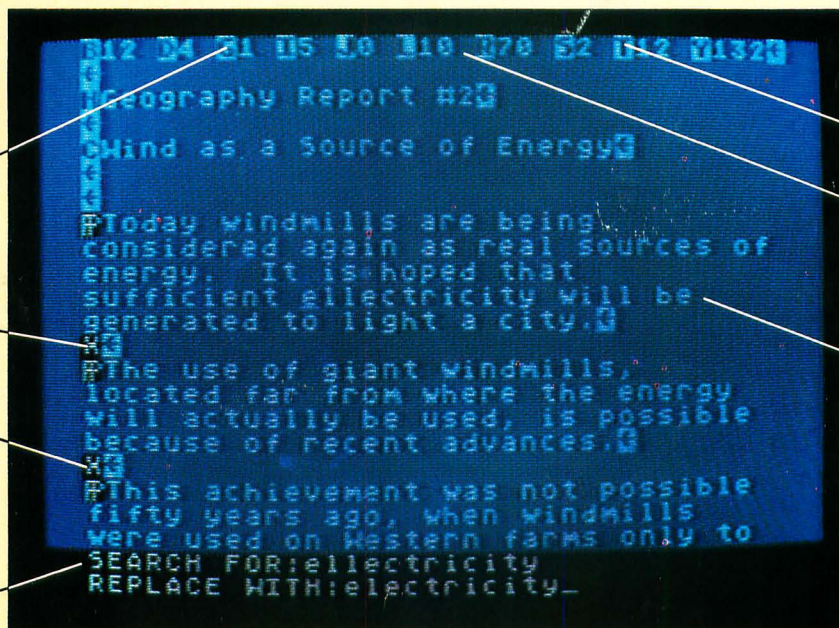 B12 D4 G1 I5 J0 L10 R70 S2 T12 Y132
Geography Report #2
Wind as a Source of Energy
Today windmills are being
considered again as real sources of
energy. It is hoped that
sufficient ellectricity will be
generated to light a city.
The use of giant windmills,
located far from where the energy
will actually be used, is possible
because of recent advances.
This achievement was not possible
fifty years ago, when windmills
were used on Western farms only to
SEARCH FOR:ellectricity
REPLACE WITH:electricity_